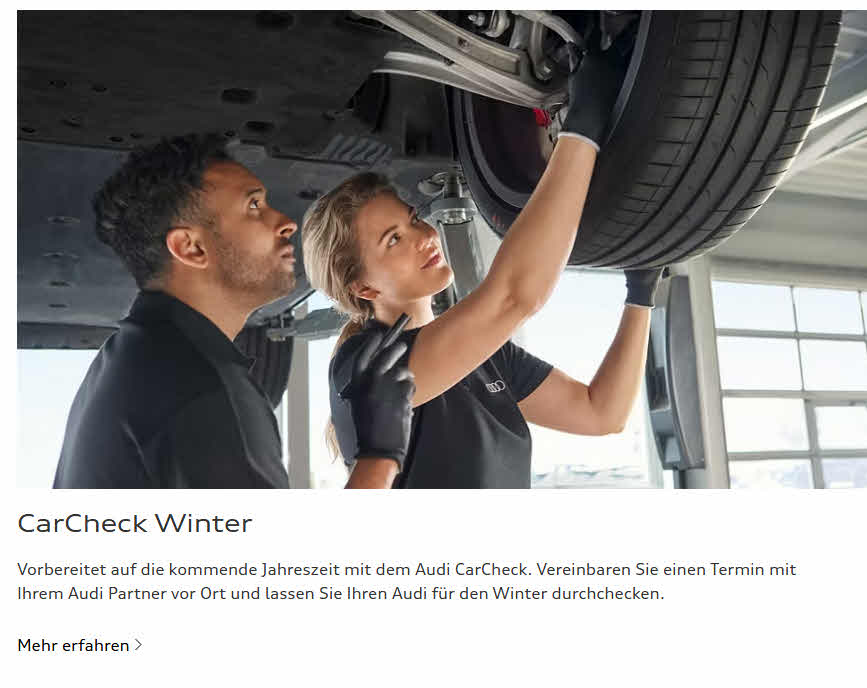 CarCheck Winter
Vorbereitet auf die kommende Jahreszeit mit dem Audi CarCheck. Vereinbaren Sie einen Termin mit
Ihrem Audi Partner vor Ort und lassen Sie Ihren Audi für den Winter durchchecken.
Mehr erfahren